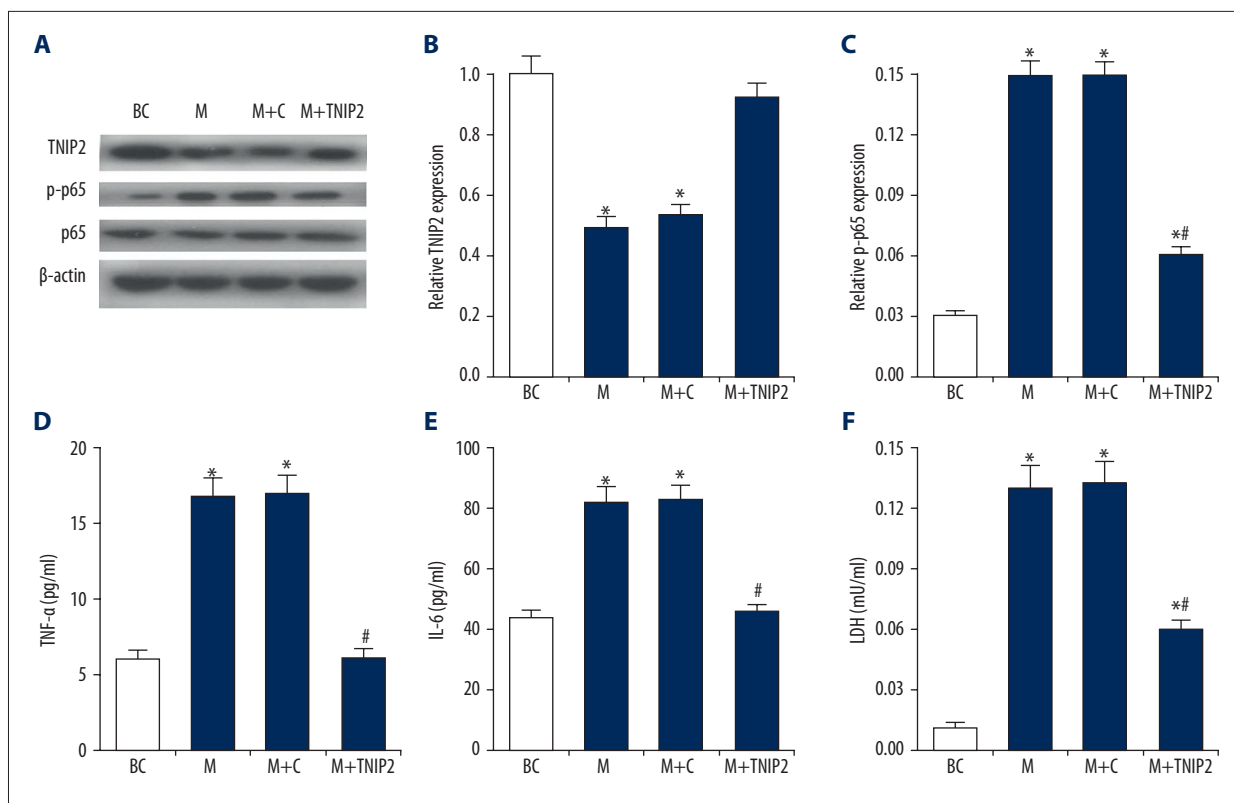 A
BC M M+C M+TNIP2
TNIP2
p-p65
p65
β-actin
B
Relative TNIP2 expression
1.0
0.8
0.6
0.4
0.2
0.0
*
*
BC M M+C M+TNIP2
C
Relative p-p65 expression
0.15
0.12
0.09
0.06
0.03
0.00
*
*
*#
BC M M+C M+TNIP2
D
TNF-α (pg/ml)
20
15
10
5
0
*
*
#
BC M M+C M+TNIP2
E
IL-6 (pg/ml)
100
80
60
40
20
0
*
*
#
BC M M+C M+TNIP2
F
LDH (mU/ml)
0.15
0.12
0.09
0.06
0.03
0.00
*
*
*#
BC M M+C M+TNIP2